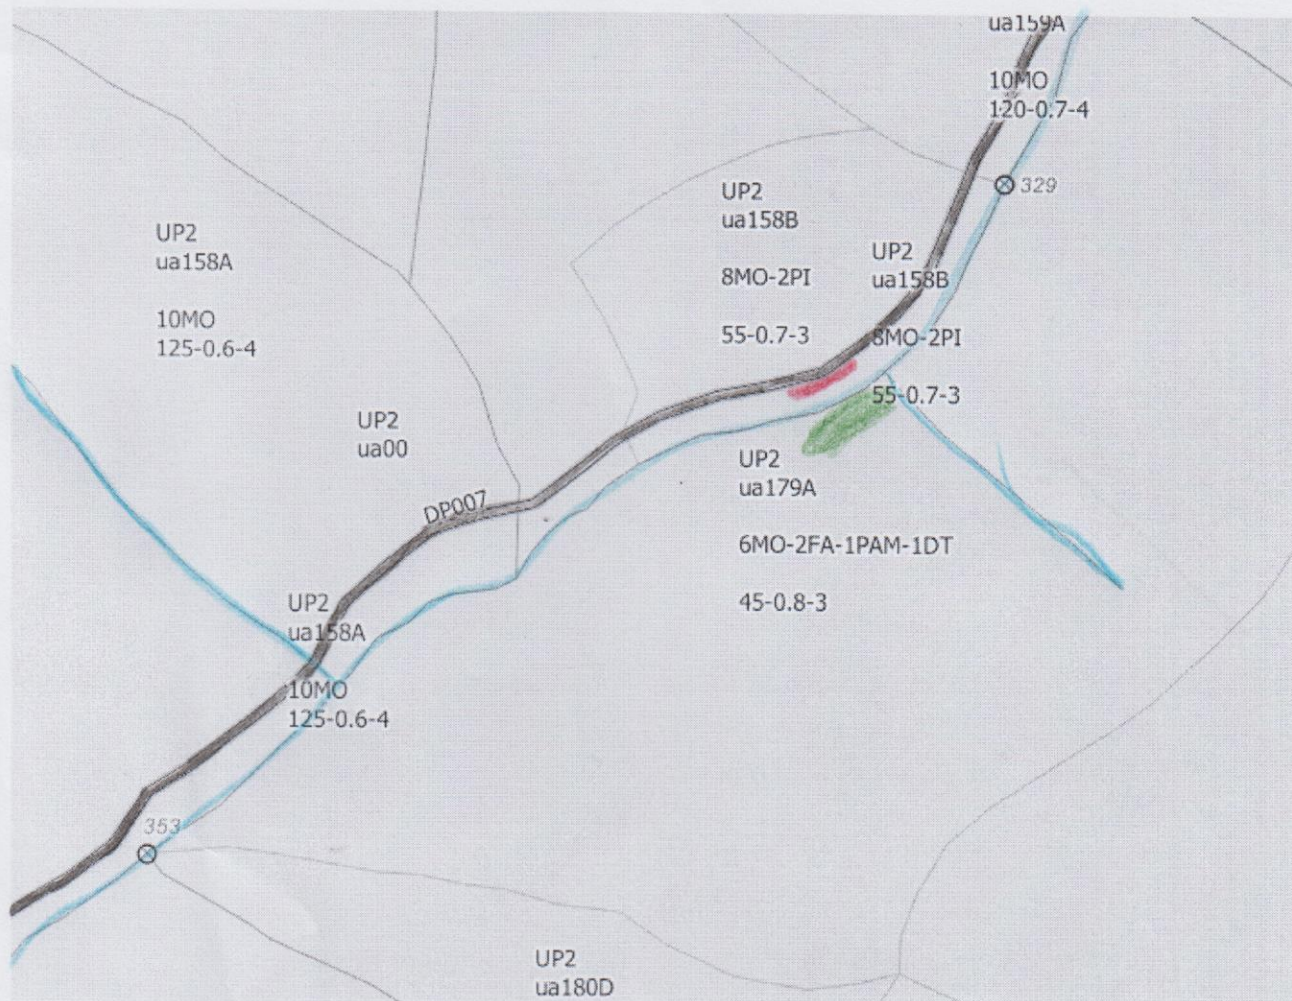 ua159A
10MO
120-0.7-4
329
UP2
ua158B
8MO-2PI
55-0.7-3
UP2
ua158B
8MO-2PI
55-0.7-3
UP2
ua158A
10MO
125-0.6-4
UP2
ua00
DP007
UP2
ua179A
6MO-2FA-1PAM-1DT
45-0.8-3
UP2
ua158A
10MO
125-0.6-4
353
UP2
ua180D